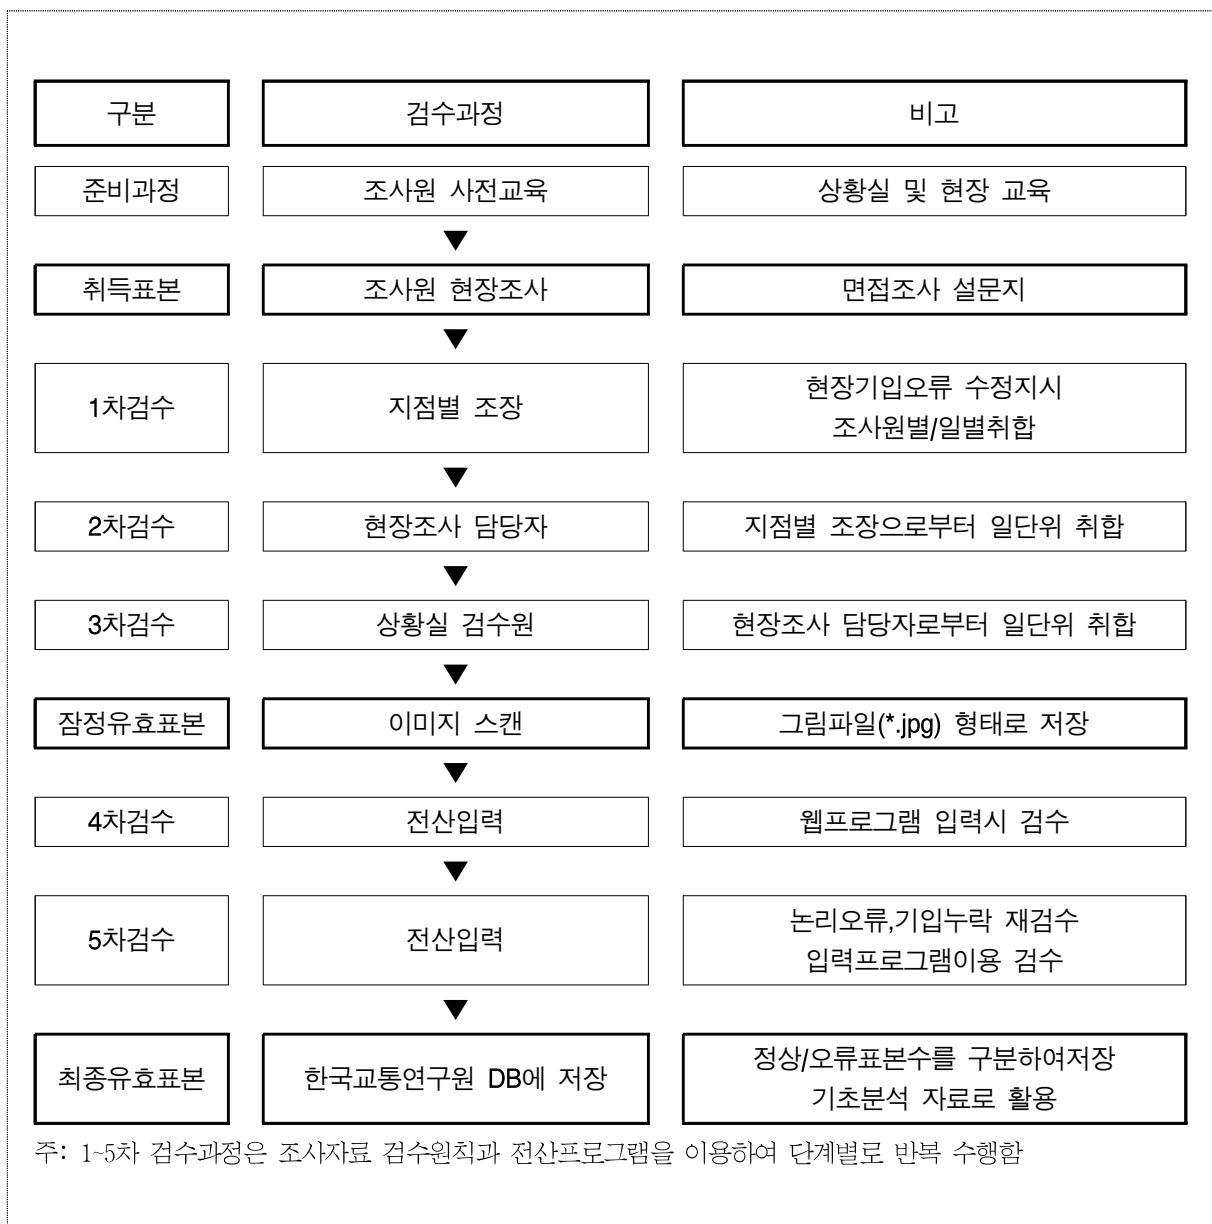 구분 검수과정 비고
준비과정 조사원 사전교육 상황실 및 현장 교육
▼
취득표본 조사원 현장조사 면접조사 설문지
▼
1차검수 지점별 조장 현장기입오류 수정지시
조사원별/일별취합
▼
2차검수 현장조사 담당자 지점별 조장으로부터 일단위 취합
▼
3차검수 상황실 검수원 현장조사 담당자로부터 일단위 취합
▼
잠정유효표본 이미지 스캔 그림파일(*.jpg) 형태로 저장
▼
4차검수 전산입력 웹프로그램 입력시 검수
▼
5차검수 전산입력 논리오류,기입누락 재검수
입력프로그램이용 검수
▼
최종유효표본 한국교통연구원 DB에 저장 정상/오류표본수를 구분하여저장
기초분석 자료로 활용
주: 1~5차 검수과정은 조사자료 검수원칙과 전산프로그램을 이용하여 단계별로 반복 수행함